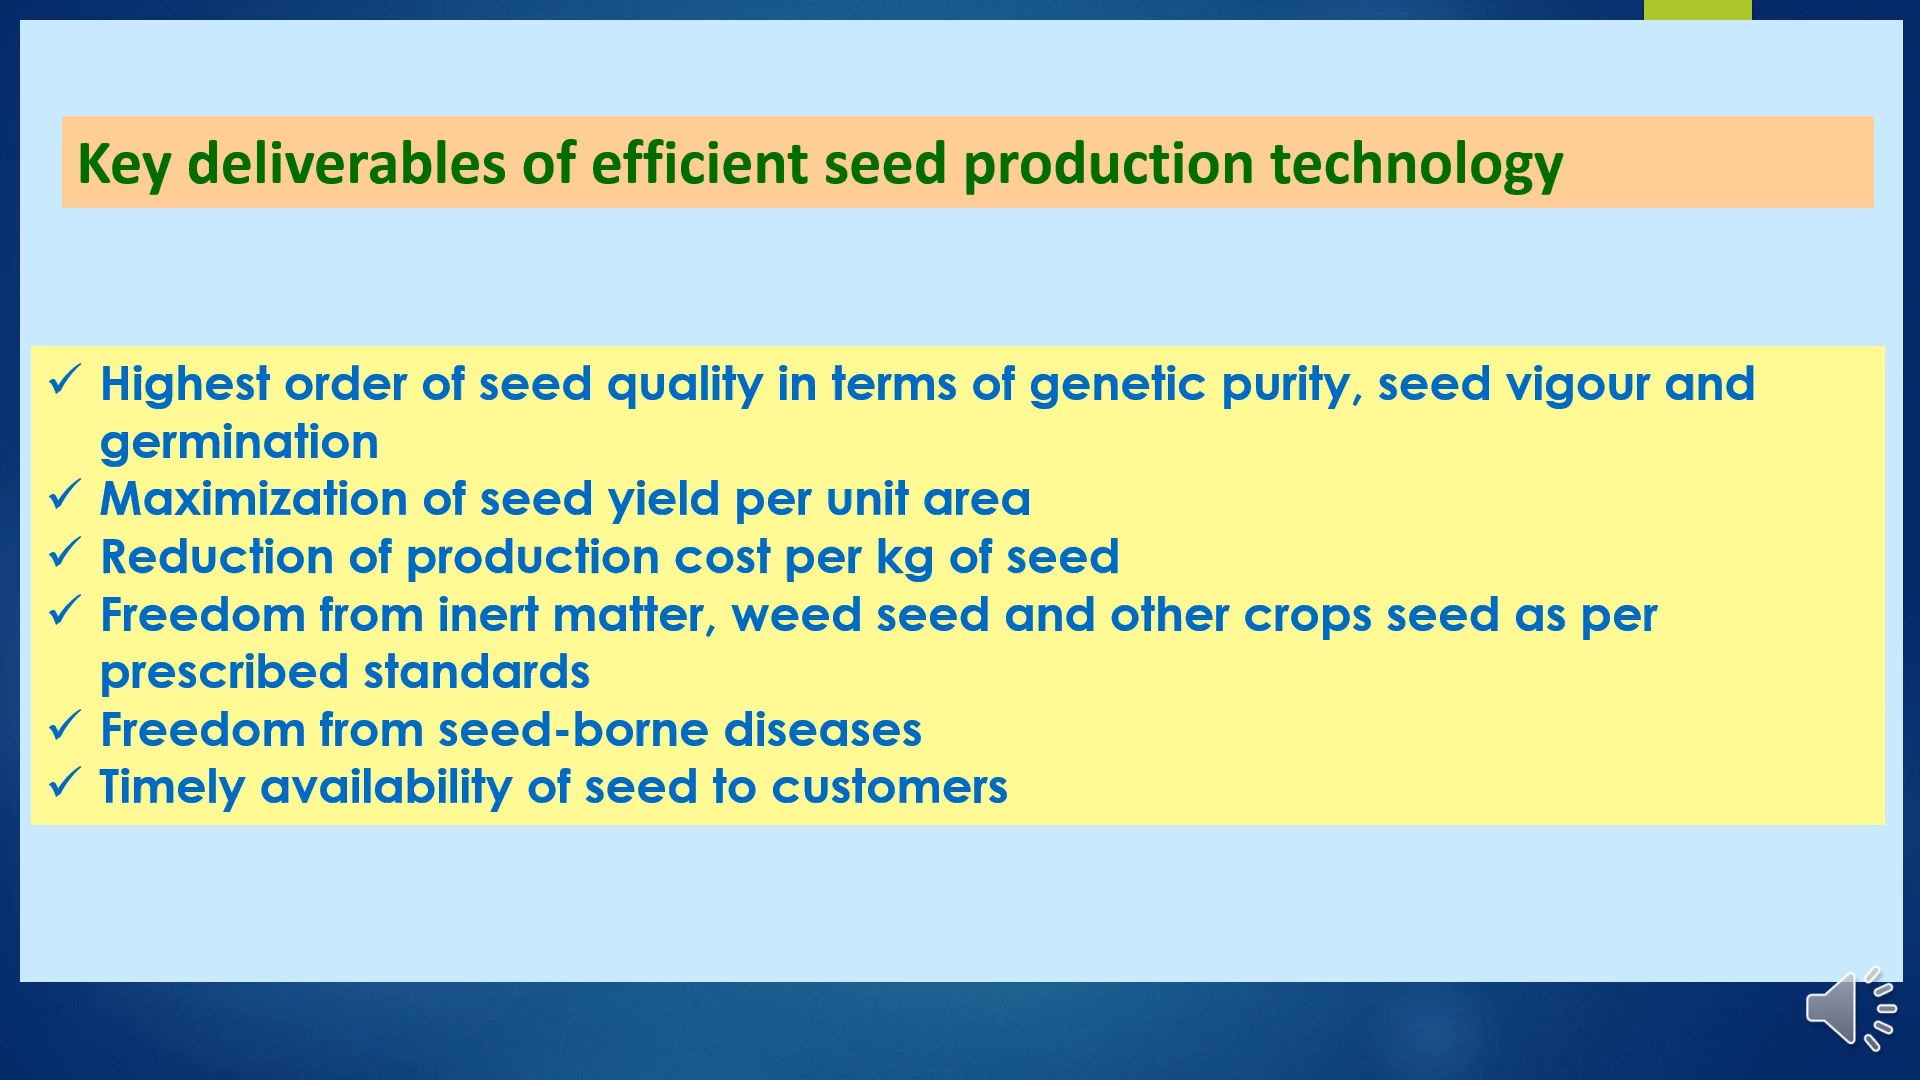 Key deliverables of efficient seed production technology
✓ Highest order of seed quality in terms of genetic purity, seed vigour and
germination
✓ Maximization of seed yield per unit area
✓ Reduction of production cost per kg of seed
✓ Freedom from inert matter, weed seed and other crops seed as per
prescribed standards
✓ Freedom from seed-borne diseases
✓ Timely availability of seed to customers